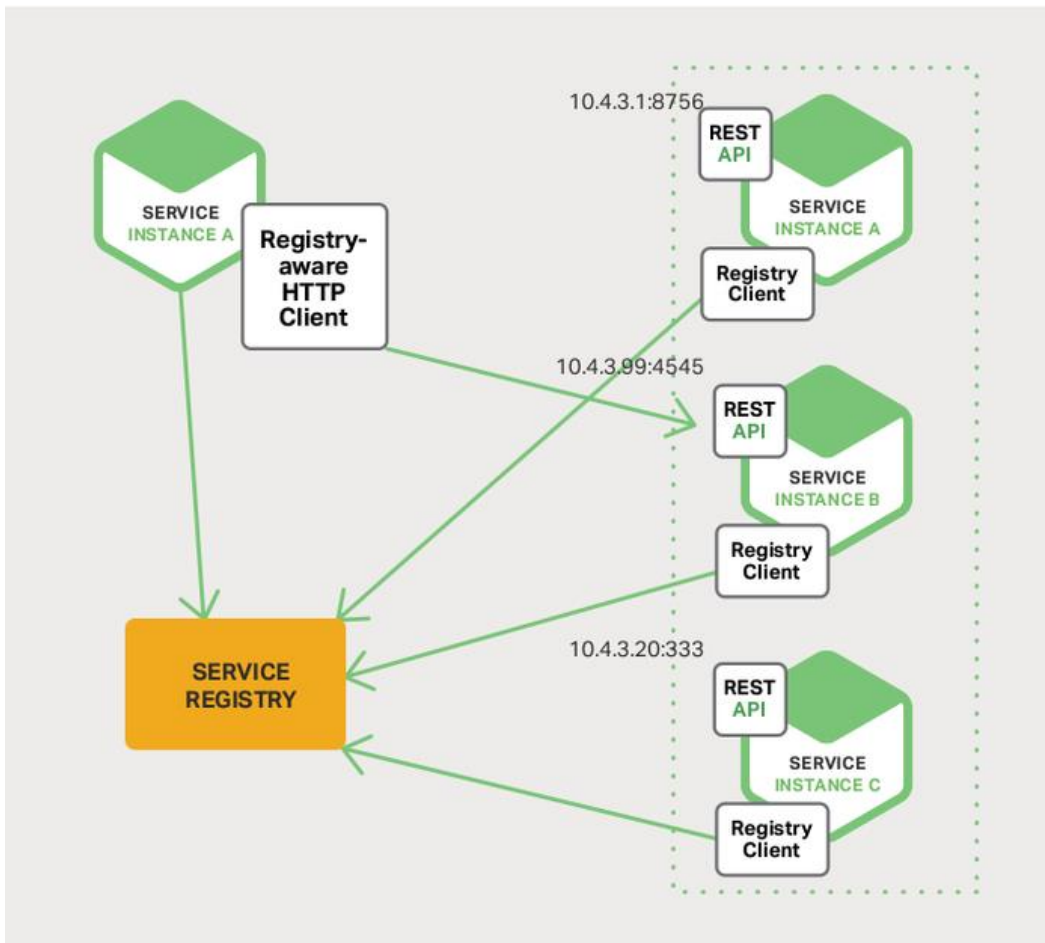 SERVICE
INSTANCE A
Registry-
aware
HTTP
Client
10.4.3.1:8756
REST
API
SERVICE
INSTANCE A
Registry
Client
10.4.3.99:4545
REST
API
SERVICE
INSTANCE B
Registry
Client
10.4.3.20:333
REST
API
SERVICE
INSTANCE C
Registry
Client
SERVICE
REGISTRY